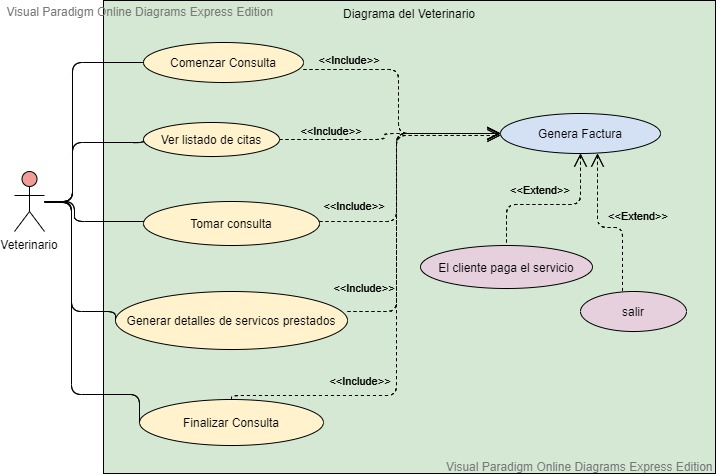 Visual Paradigm Online Diagrams Express Edition
Diagrama del Veterinario
Comenzar Consulta
<<Include>>
Ver listado de citas
<<Include>>
Genera Factura
<<Extend>>
Veterinario
Tomar consulta
<<Include>>
<<Extend>>
El cliente paga el servicio
<<Include>>
salir
Generar detalles de servicos prestados
<<Include>>
Finalizar Consulta
Visual Paradigm Online Diagrams Express Edition